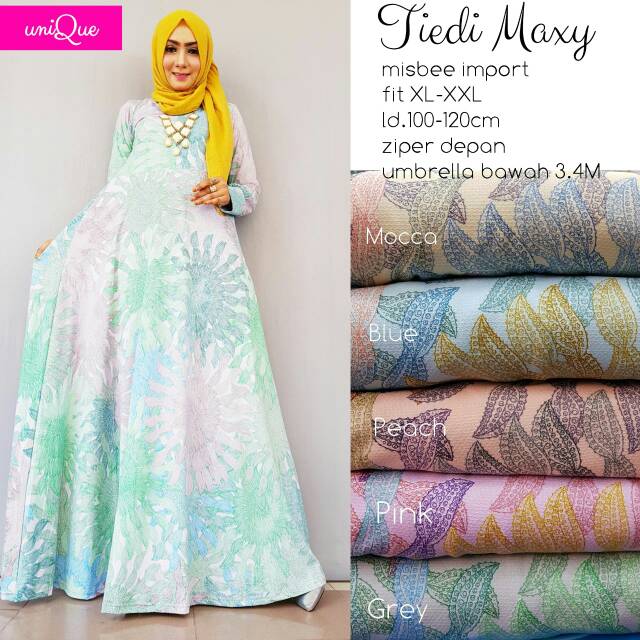 uniQue
Tiedi Maxy
misbee import
fit XL-XXL
ld.100-120cm
ziper depan
umbrella bawah 3.4M
Mocca
Blue
Peach
Pink
Grey